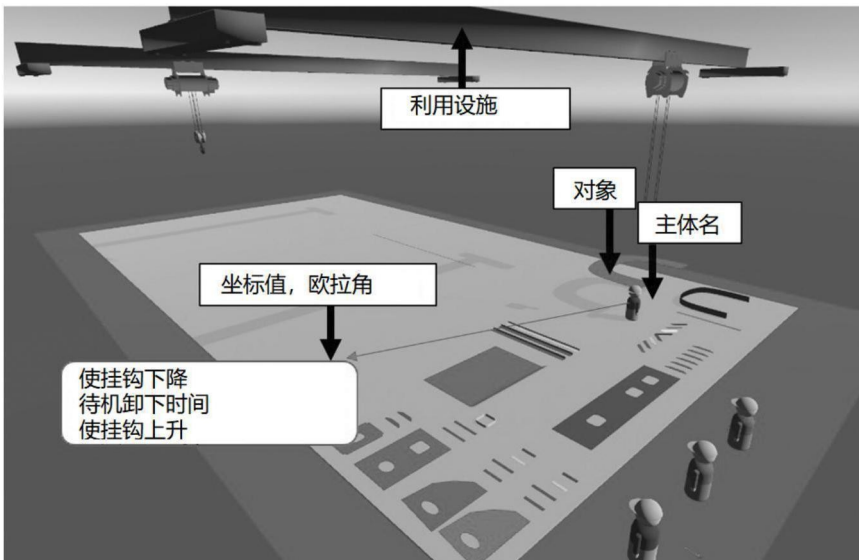 利用设施
对象
主体名
坐标值，欧拉角
使挂钩下降
待机卸下时间
使挂钩上升